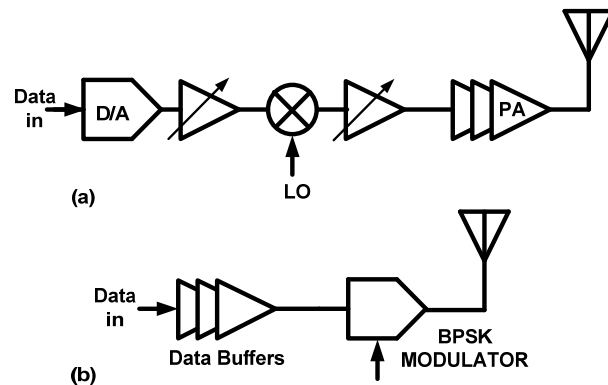 Data
in
D/A
PA
LO
(a)
Data
in
Data Buffers
BPSK
MODULATOR
(b)